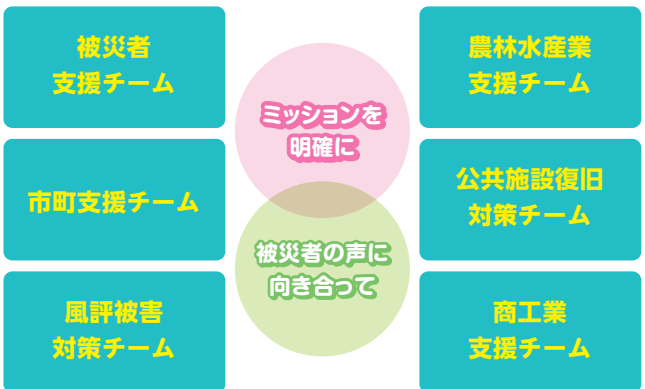 被災者
支援チーム
市町支援チーム
風評被害
対策チーム
ミッションを
明確に
被災者の声に
向き合って
農林水産業
支援チーム
公共施設復旧
対策チーム
商工業
支援チーム